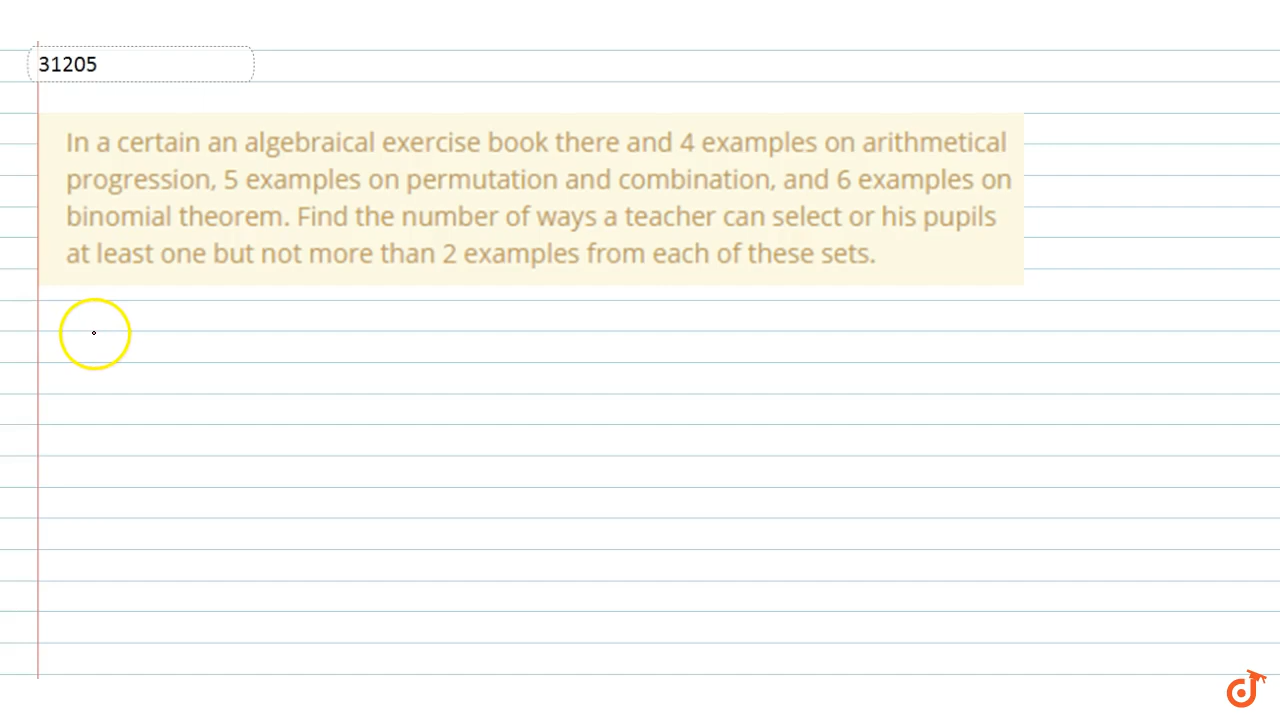 31205
In a certain an algebraical exercise book there and 4 examples on arithmetical
progression, 5 examples on permutation and combination, and 6 examples on
binomial theorem. Find the number of ways a teacher can select or his pupils
at least one but not more than 2 examples from each of these sets.